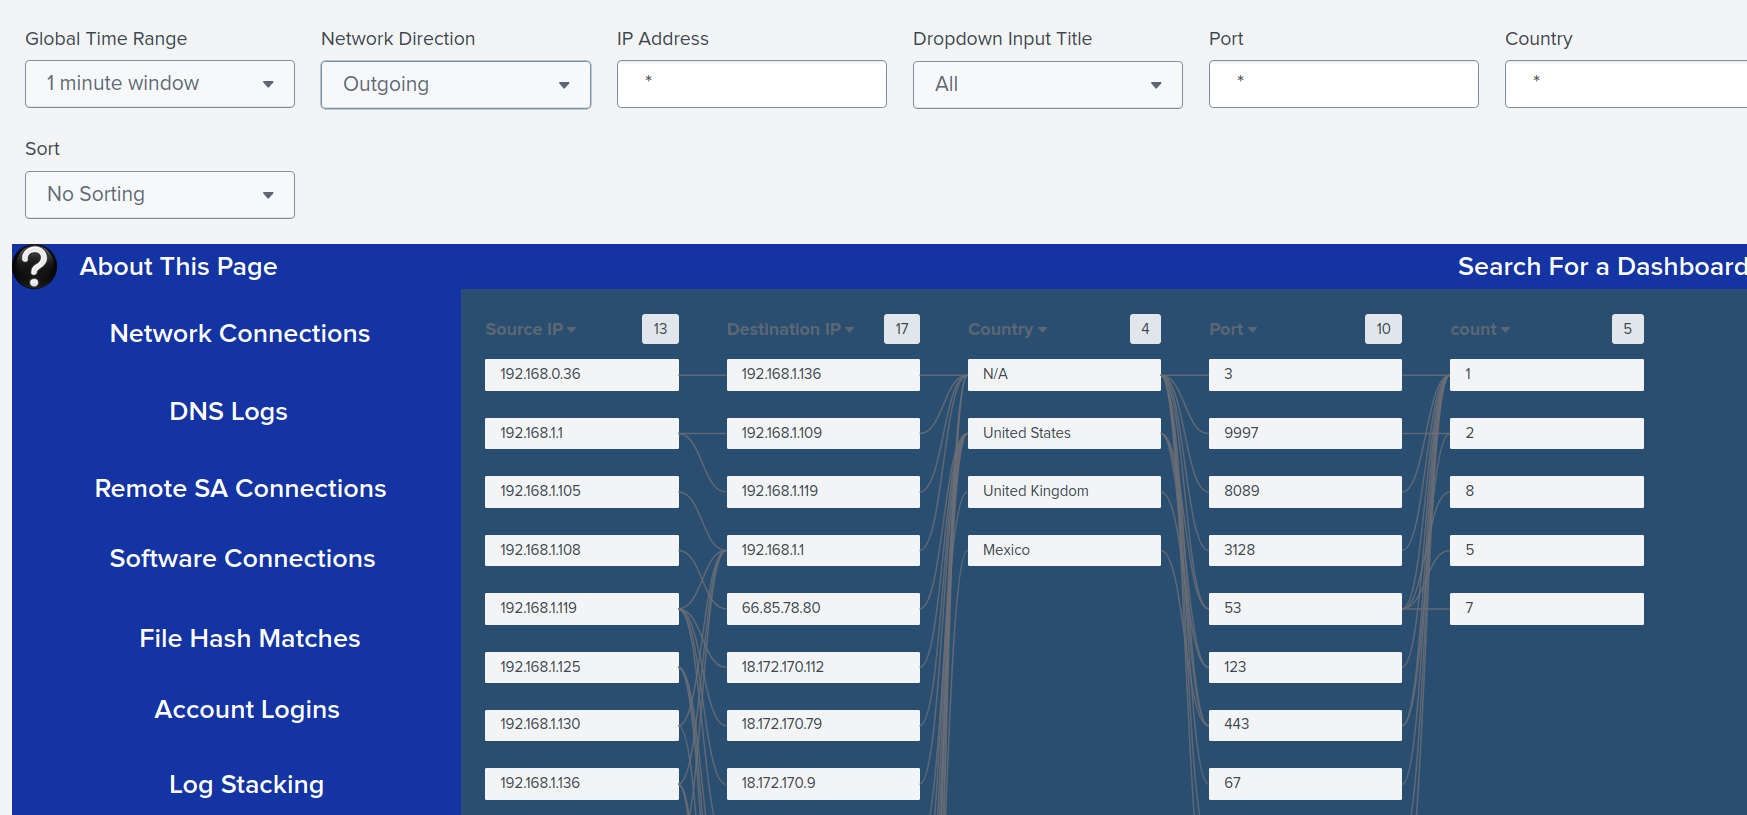 Global Time Range
Network Direction
IP Address
Dropdown Input Title
Port
Country
1 minute window
Outgoing
*
All
*
*
Sort
No Sorting
?
About This Page
Search For a Dashboard
Network Connections
DNS Logs
Remote SA Connections
Software Connections
File Hash Matches
Account Logins
Log Stacking
Source IP 13
Destination IP 17
Country 4
Port 10
count 5
192.168.0.36
192.168.1.136
N/A
3
1
192.168.1.1
192.168.1.109
United States
9997
2
192.168.1.105
192.168.1.119
United Kingdom
8089
8
192.168.1.108
192.168.1.1
Mexico
3128
5
192.168.1.119
66.85.78.80
53
7
192.168.1.125
18.172.170.112
123
192.168.1.130
18.172.170.79
443
192.168.1.136
18.172.170.9
67